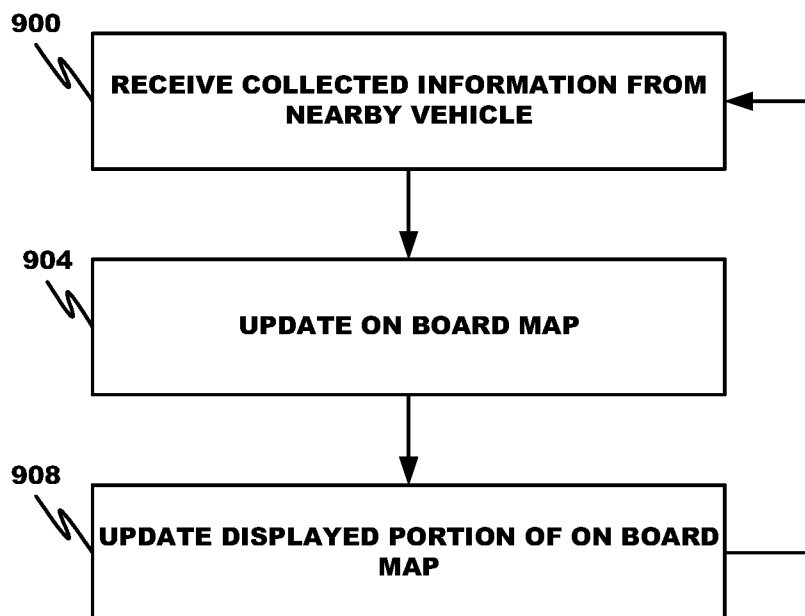 900
RECEIVE COLLECTED INFORMATION FROM
NEARBY VEHICLE
904
UPDATE ON BOARD MAP
908
UPDATE DISPLAYED PORTION OF ON BOARD
MAP